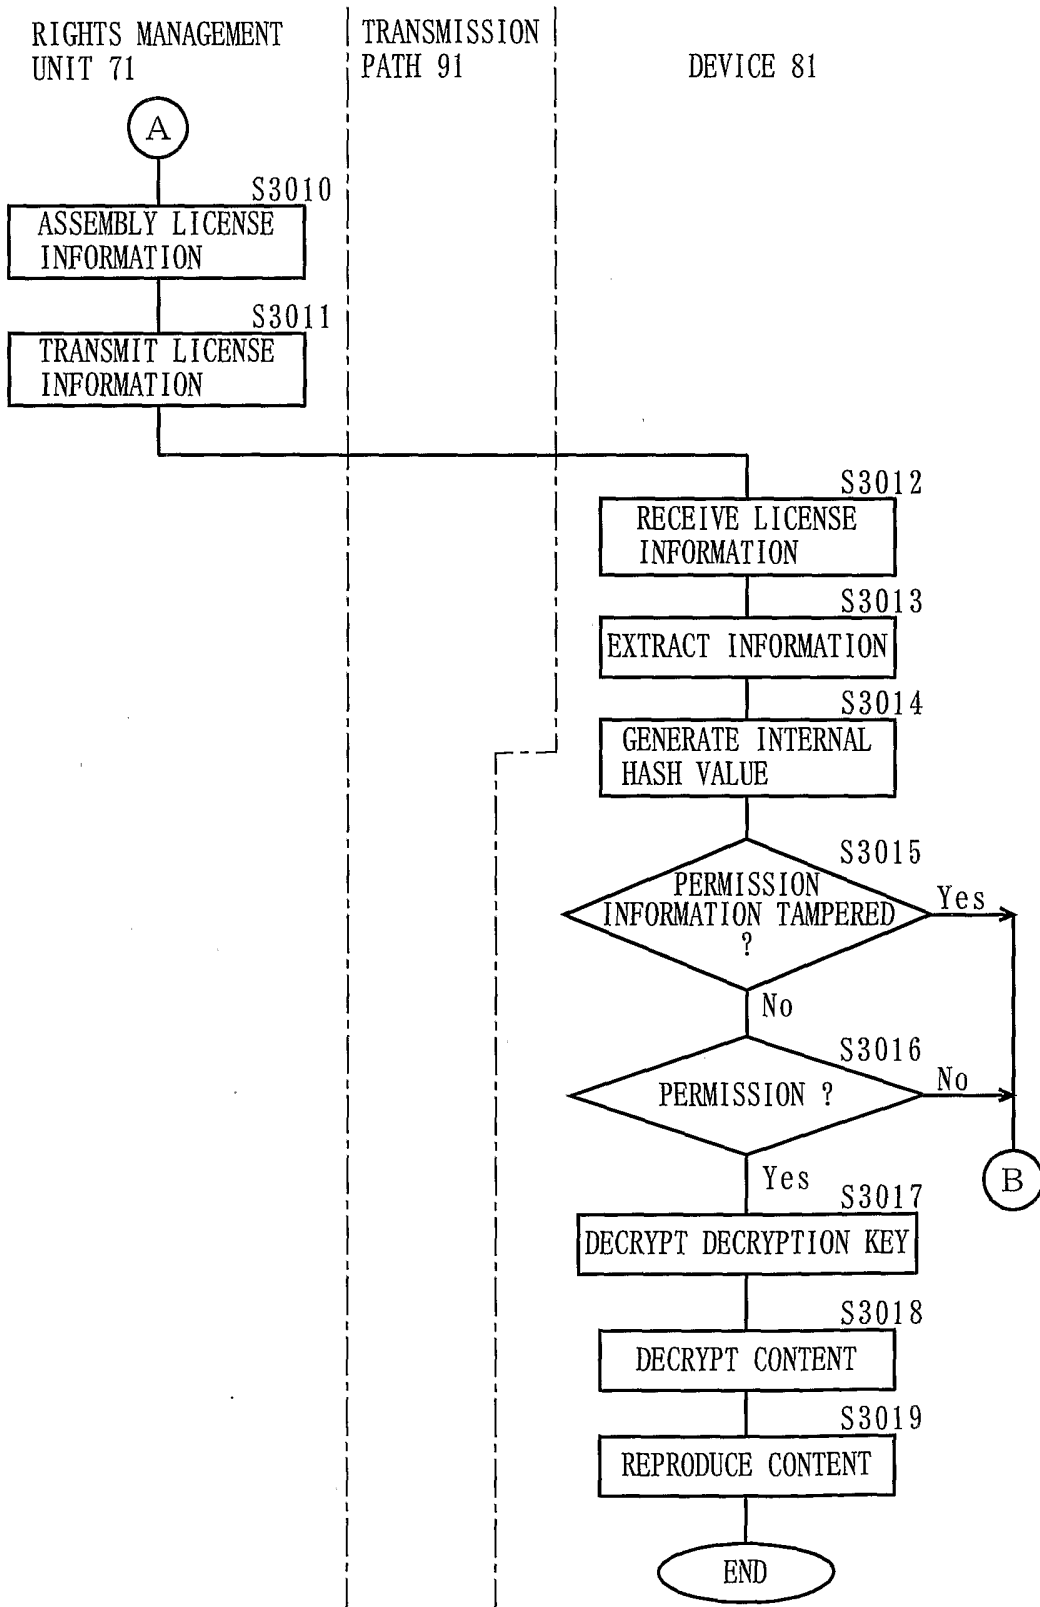 RIGHTS MANAGEMENT
UNIT 71
TRANSMISSION
PATH 91
DEVICE 81
A
S3010
ASSEMBLY LICENSE
INFORMATION
S3011
TRANSMIT LICENSE
INFORMATION
S3012
RECEIVE LICENSE
INFORMATION
S3013
EXTRACT INFORMATION
S3014
GENERATE INTERNAL
HASH VALUE
S3015
PERMISSION
INFORMATION TAMPERED
?
Yes
No
S3016
PERMISSION ?
No
Yes
B
S3017
DECRYPT DECRYPTION KEY
S3018
DECRYPT CONTENT
S3019
REPRODUCE CONTENT
END